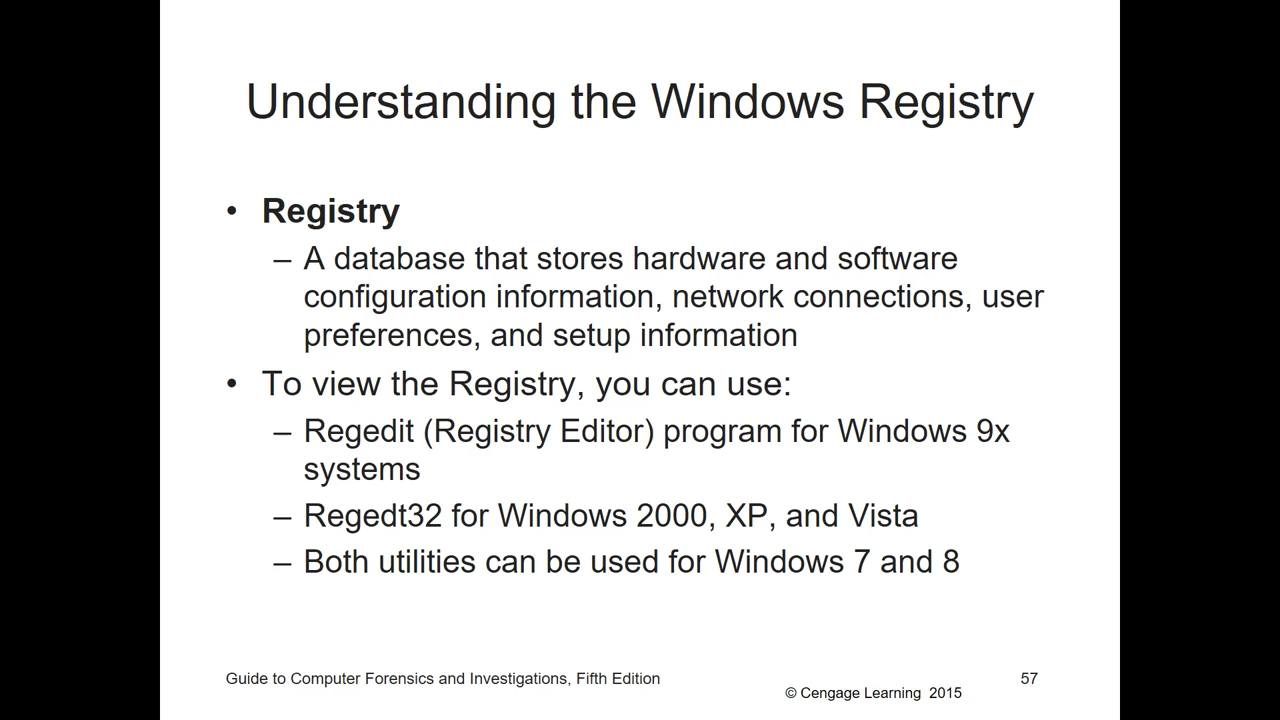 Understanding the Windows Registry
• Registry
– A database that stores hardware and software
configuration information, network connections, user
preferences, and setup information
• To view the Registry, you can use:
– Regedit (Registry Editor) program for Windows 9x
systems
– Regedt32 for Windows 2000, XP, and Vista
– Both utilities can be used for Windows 7 and 8
Guide to Computer Forensics and Investigations, Fifth Edition
57
© Cengage Learning 2015